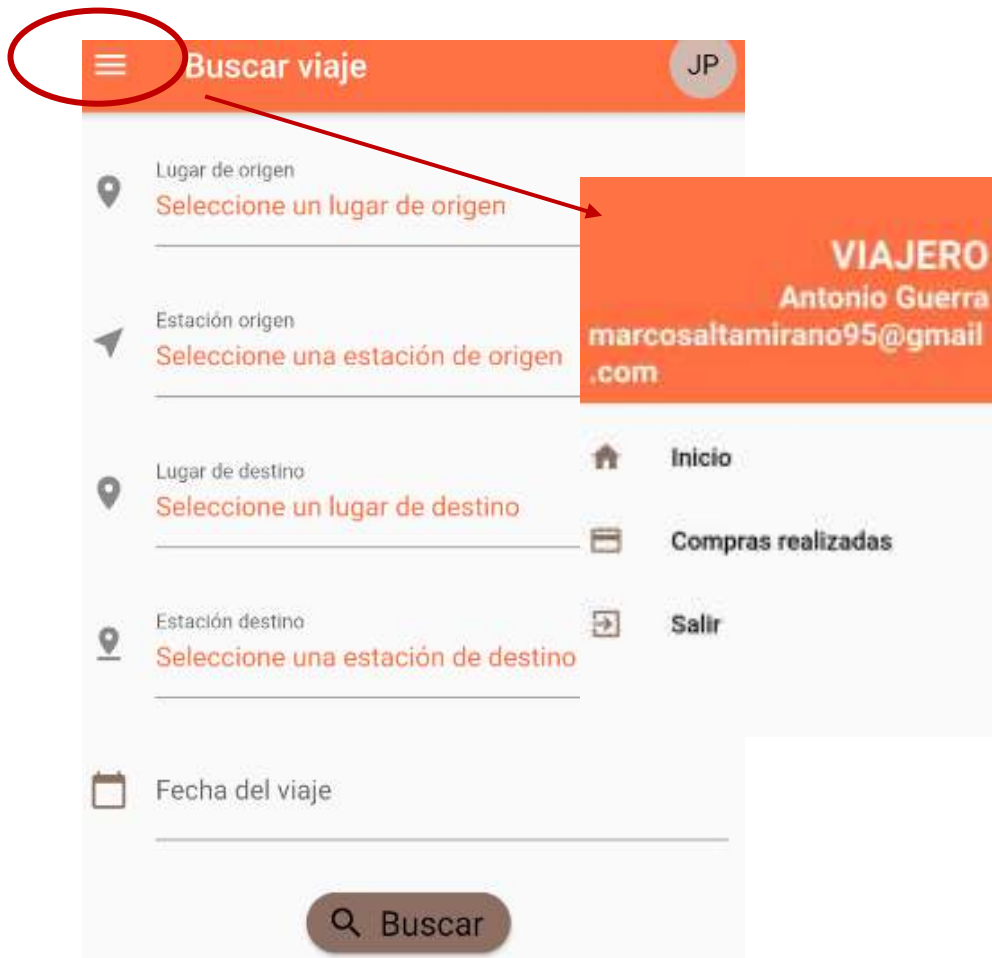 Buscar viaje
JP
Lugar de origen
Seleccione un lugar de origen
Estación origen
Seleccione una estación de origen
Lugar de destino
Seleccione un lugar de destino
Estación destino
Seleccione una estación de destino
Fecha del viaje
Buscar
VIAJERO
Antonio Guerra
marcosaltamirano95@gmail
.com
Inicio
Compras realizadas
Salir